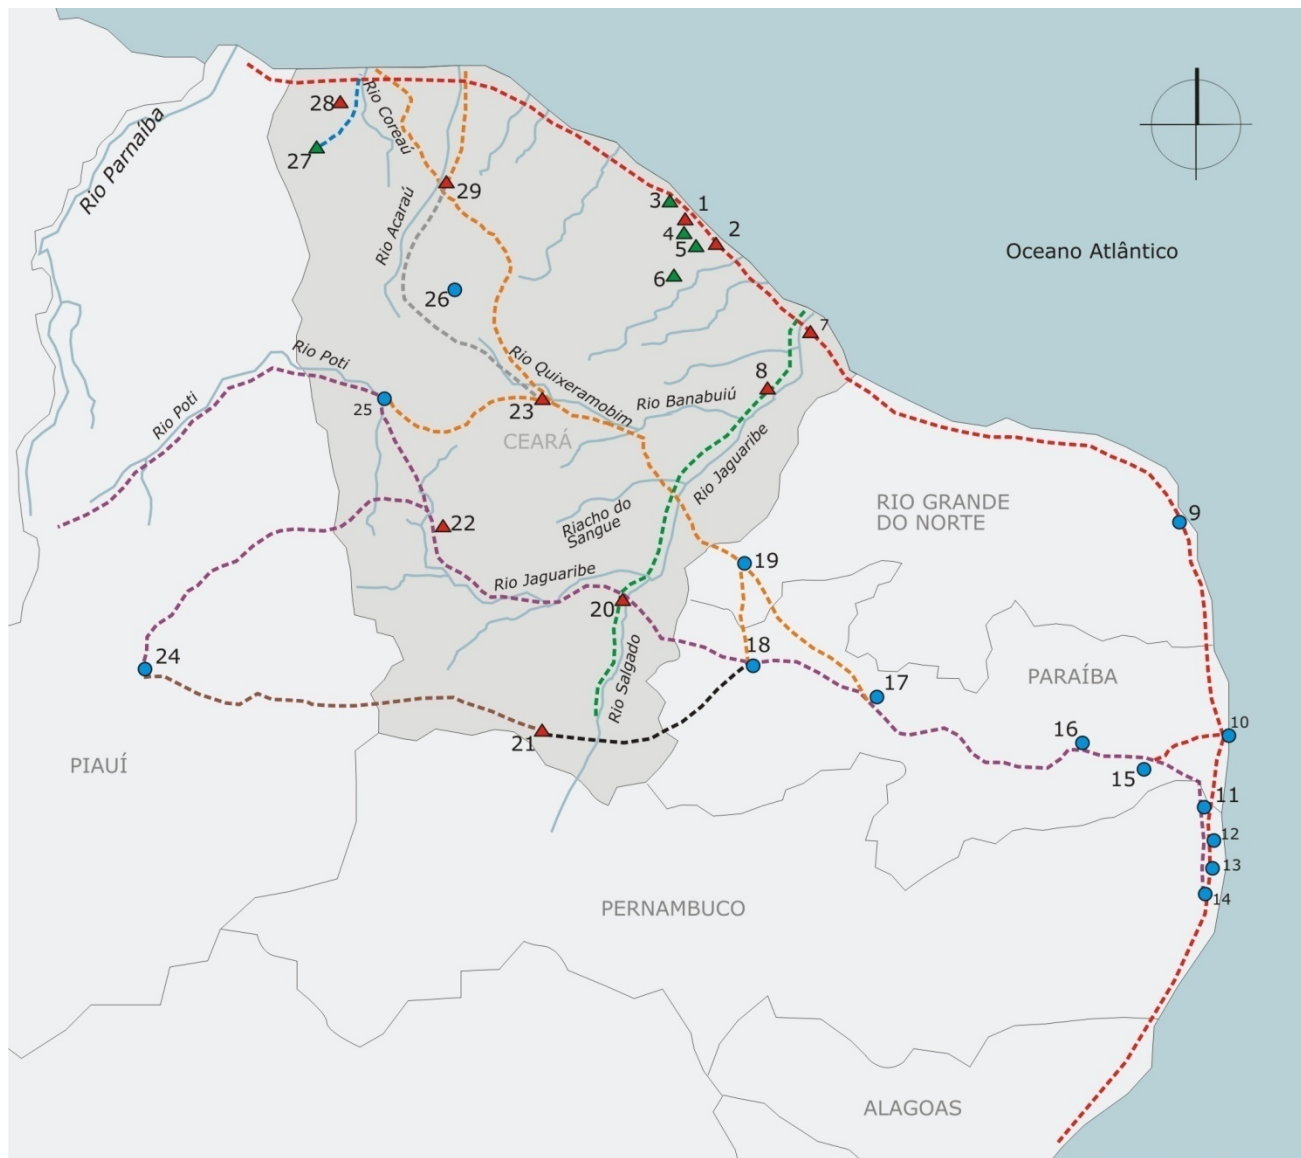 Rio Parnaíba
28
Rio Coreaú
27
29
Rio Acaraú
3
1
4
2
5
6
Oceano Atlântico
26
7
Rio Poti
Rio Quixeramobim
8
Rio Poti
25
23
Rio Banabuiú
CEARÁ
Rio Jaguaribe
RIO GRANDE
DO NORTE
9
22
Riacho do
Sangue
19
Rio Jaguaribe
20
24
18
Rio Salgado
17
PARAÍBA
21
16
10
15
PIAUÍ
11
12
13
14
PERNAMBUCO
ALAGOAS